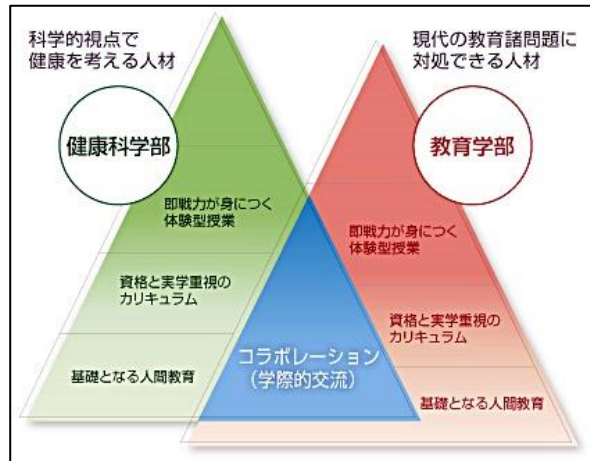 科学的視点で
健康を考える人材
健康科学部
即戦力が身につく
体験型授業
資格と実学重視の
カリキュラム
基礎となる人間教育
コラボレーション
（学際的交流）
現代の教育諸問題に
対処できる人材
教育学部
即戦力が身につく
体験型授業
資格と実学重視の
カリキュラム
基礎となる人間教育